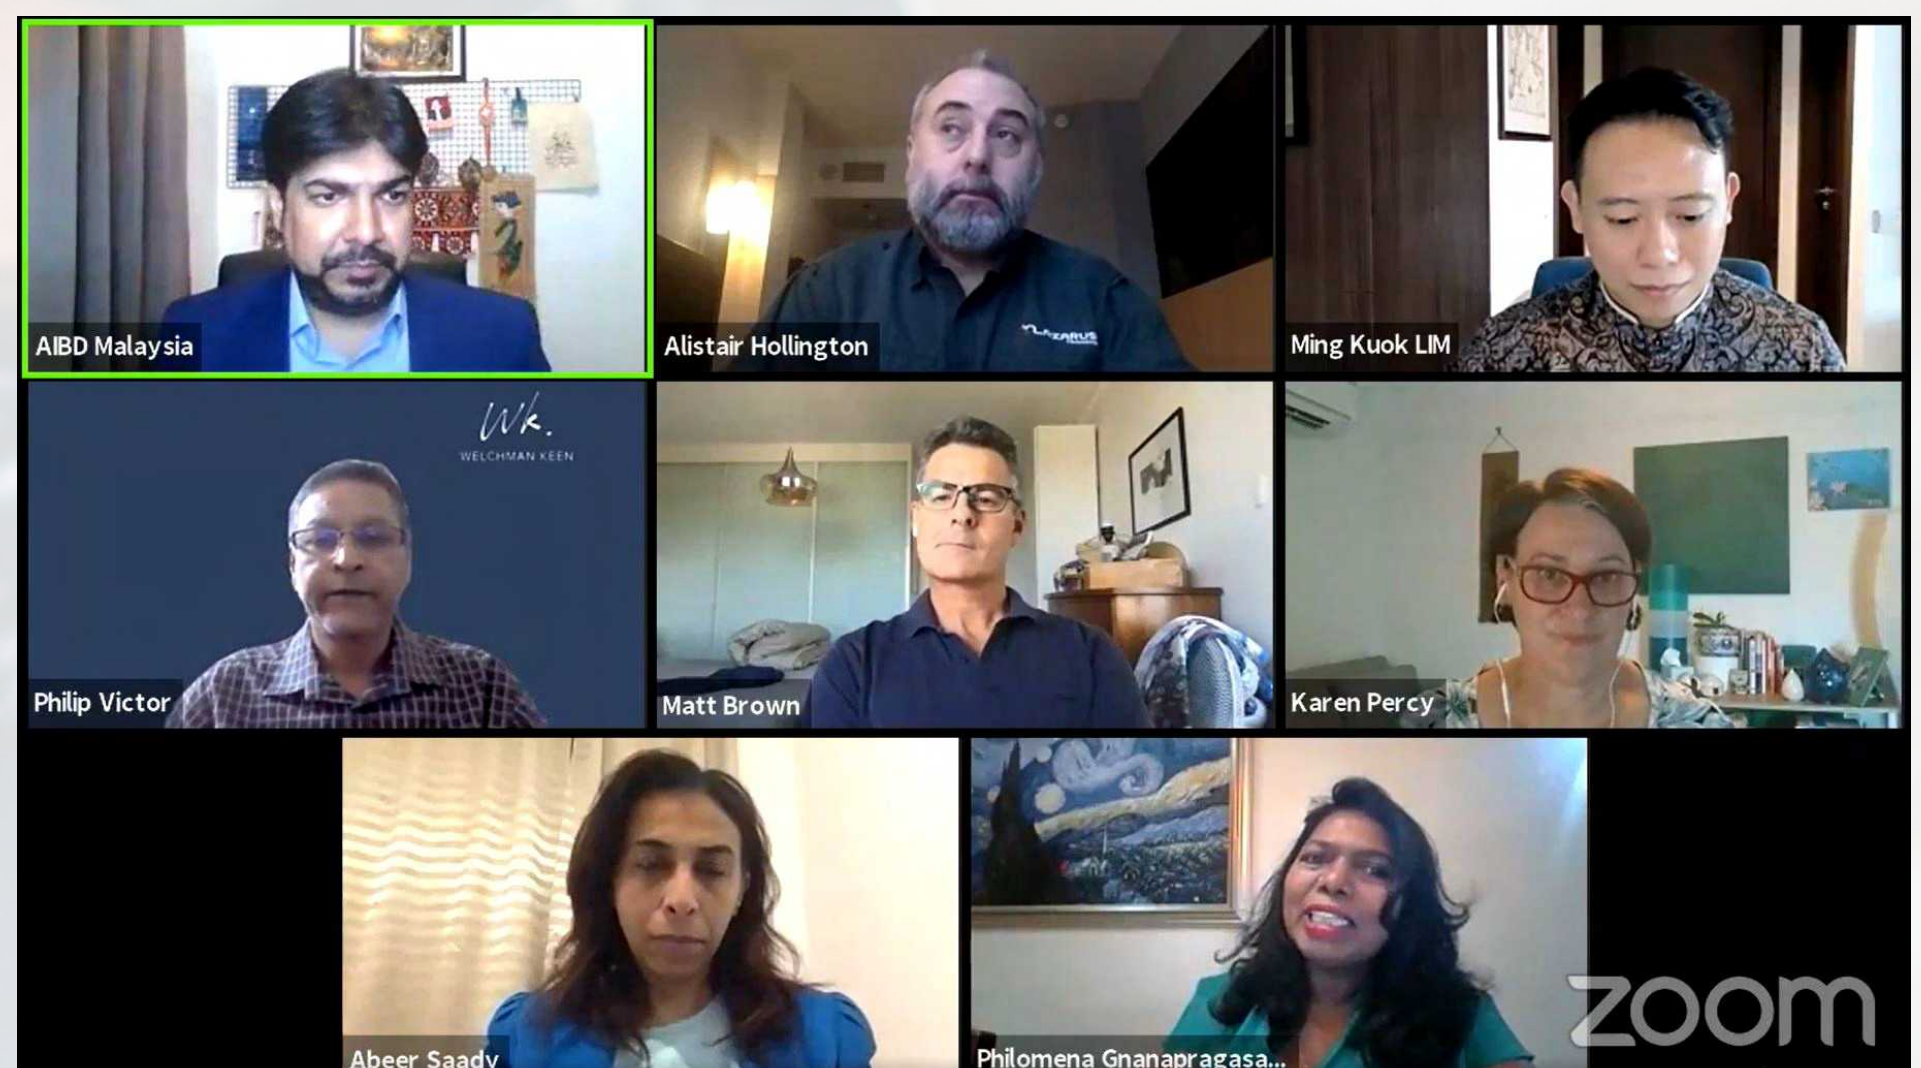 AIBD Malaysia
Alistair Hollington
LAZARUS
Ming Kuok LIM
Wk.
WELCHMAN KEEN
Philip Victor
Matt Brown
Karen Percy
Abeer Saady
Philomena Gnanapragasa...
zoom